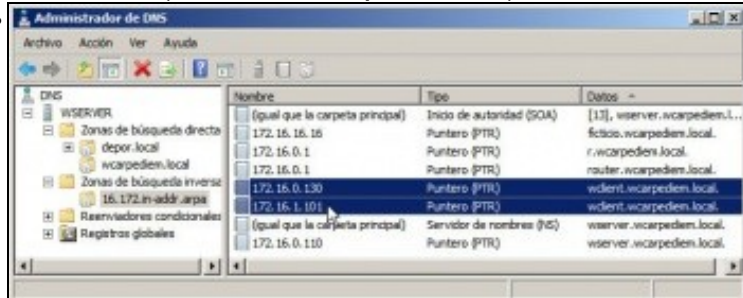 Administrador de DNS
Archivo Acción Ver Ayuda
DNS
WSERVER
Zonas de búsqueda directa
depor.local
wcarpediem.local
Zonas de búsqueda inversa
16.172.in-addr.arpa
Reenviadores condicionales
Registros globales
Nombre Tipo Datos
(igual que la carpeta principal) Inicio de autoridad (SOA) [13], wserver.wcarpediem.l...
172.16.16.16 Puntero (PTR) ficticio.wcarpediem.local.
172.16.0.1 Puntero (PTR) r.wcarpediem.local.
172.16.0.1 Puntero (PTR) router.wcarpediem.local.
172.16.0.130 Puntero (PTR) wclient.wcarpediem.local.
172.16.1.101 Puntero (PTR) wclient.wcarpediem.local.
(igual que la carpeta principal) Servidor de nombres (NS) wserver.wcarpediem.local.
172.16.0.110 Puntero (PTR) wserver.wcarpediem.local.